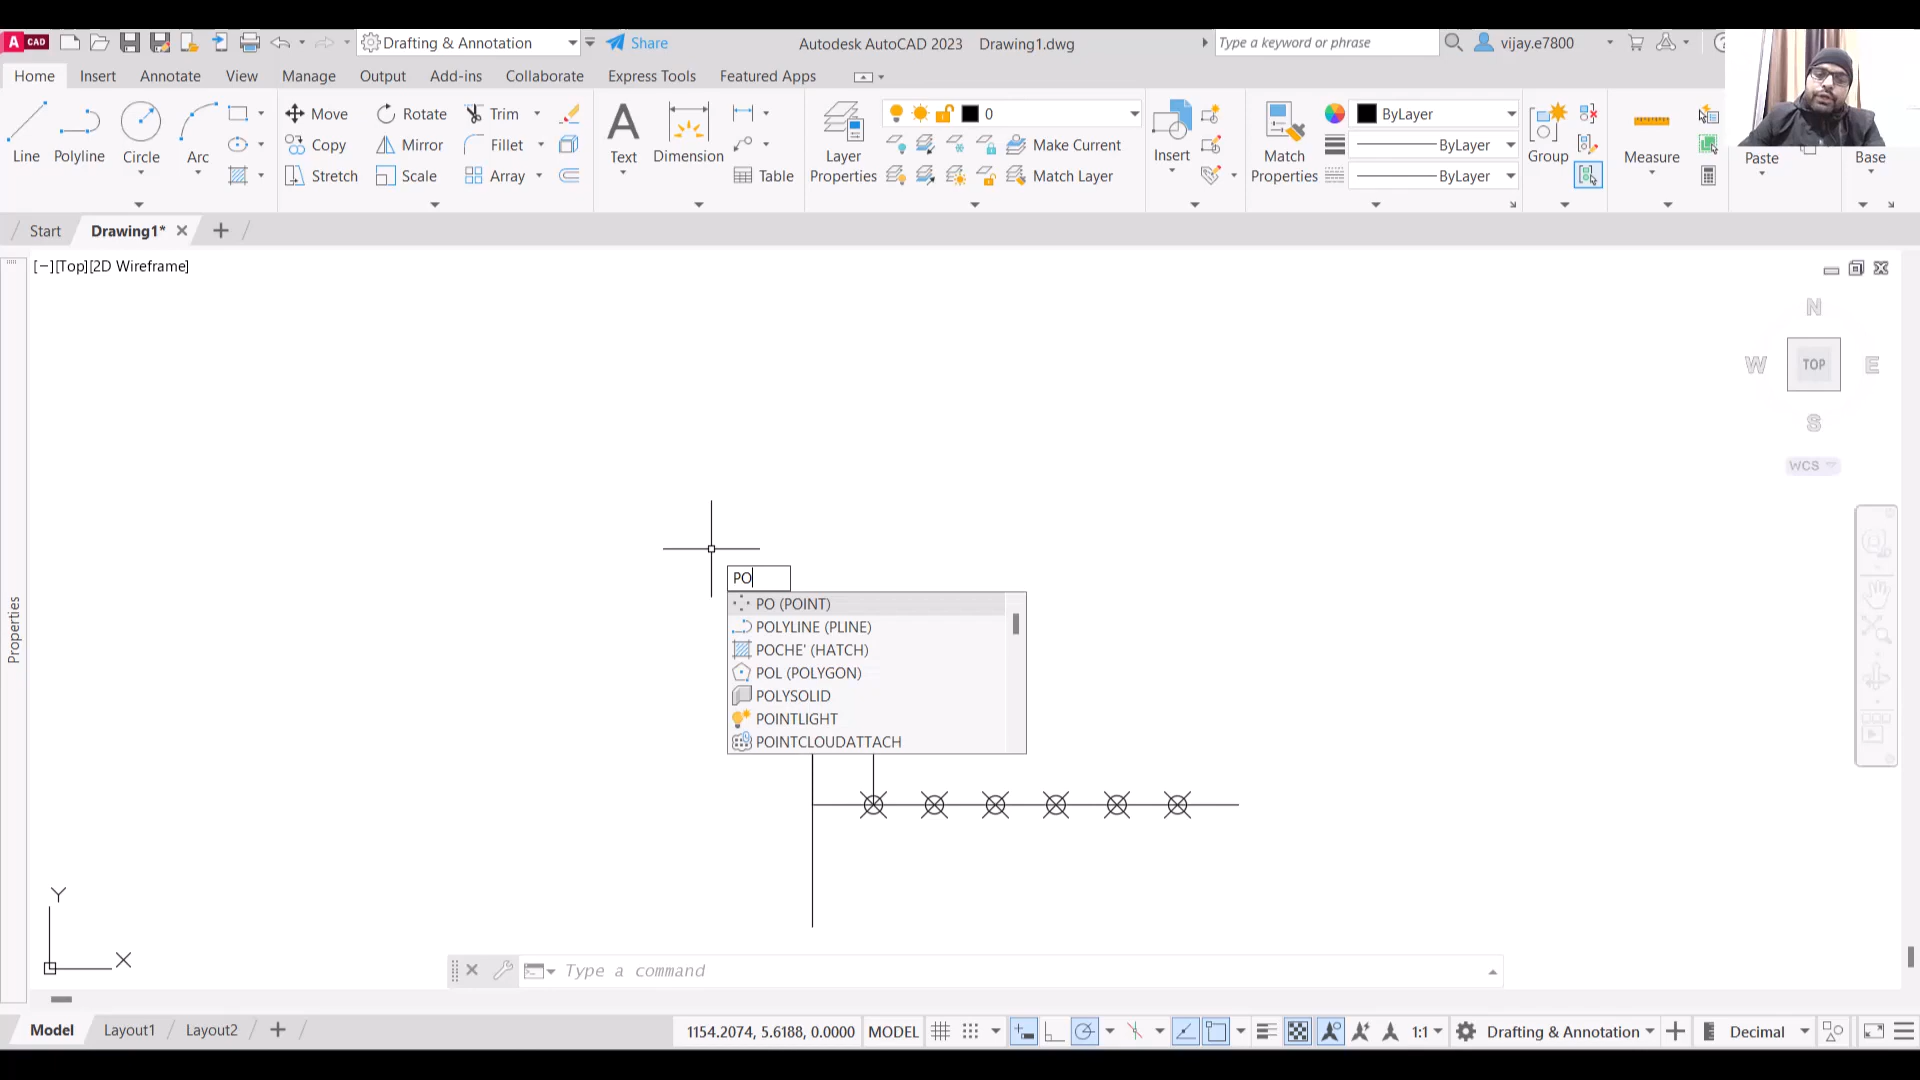 A CAD
Drafting & Annotation
Share
Autodesk AutoCAD 2023 Drawing1.dwg
Type a keyword or phrase
vijay.e7800
Home Insert Annotate View Manage Output Add-ins Collaborate Express Tools Featured Apps
Line Polyline Circle Arc
Move Rotate Trim
Copy Mirror Fillet
Stretch Scale Array
Text Dimension Table
Layer Properties
0
Make Current
Match Layer
Insert
Match Properties
ByLayer
ByLayer
ByLayer
Group
Measure
Paste
Base
Start Drawing1*
[−][Top][2D Wireframe]
N
W TOP E
S
WCS
Properties
PO
PO (POINT)
POLYLINE (PLINE)
POCHE' (HATCH)
POL (POLYGON)
POLYSOLID
POINTLIGHT
POINTCLOUDATTACH
Y
X
Type a command
Model Layout1 Layout2
1154.2074, 5.6188, 0.0000 MODEL
1:1
Drafting & Annotation
Decimal